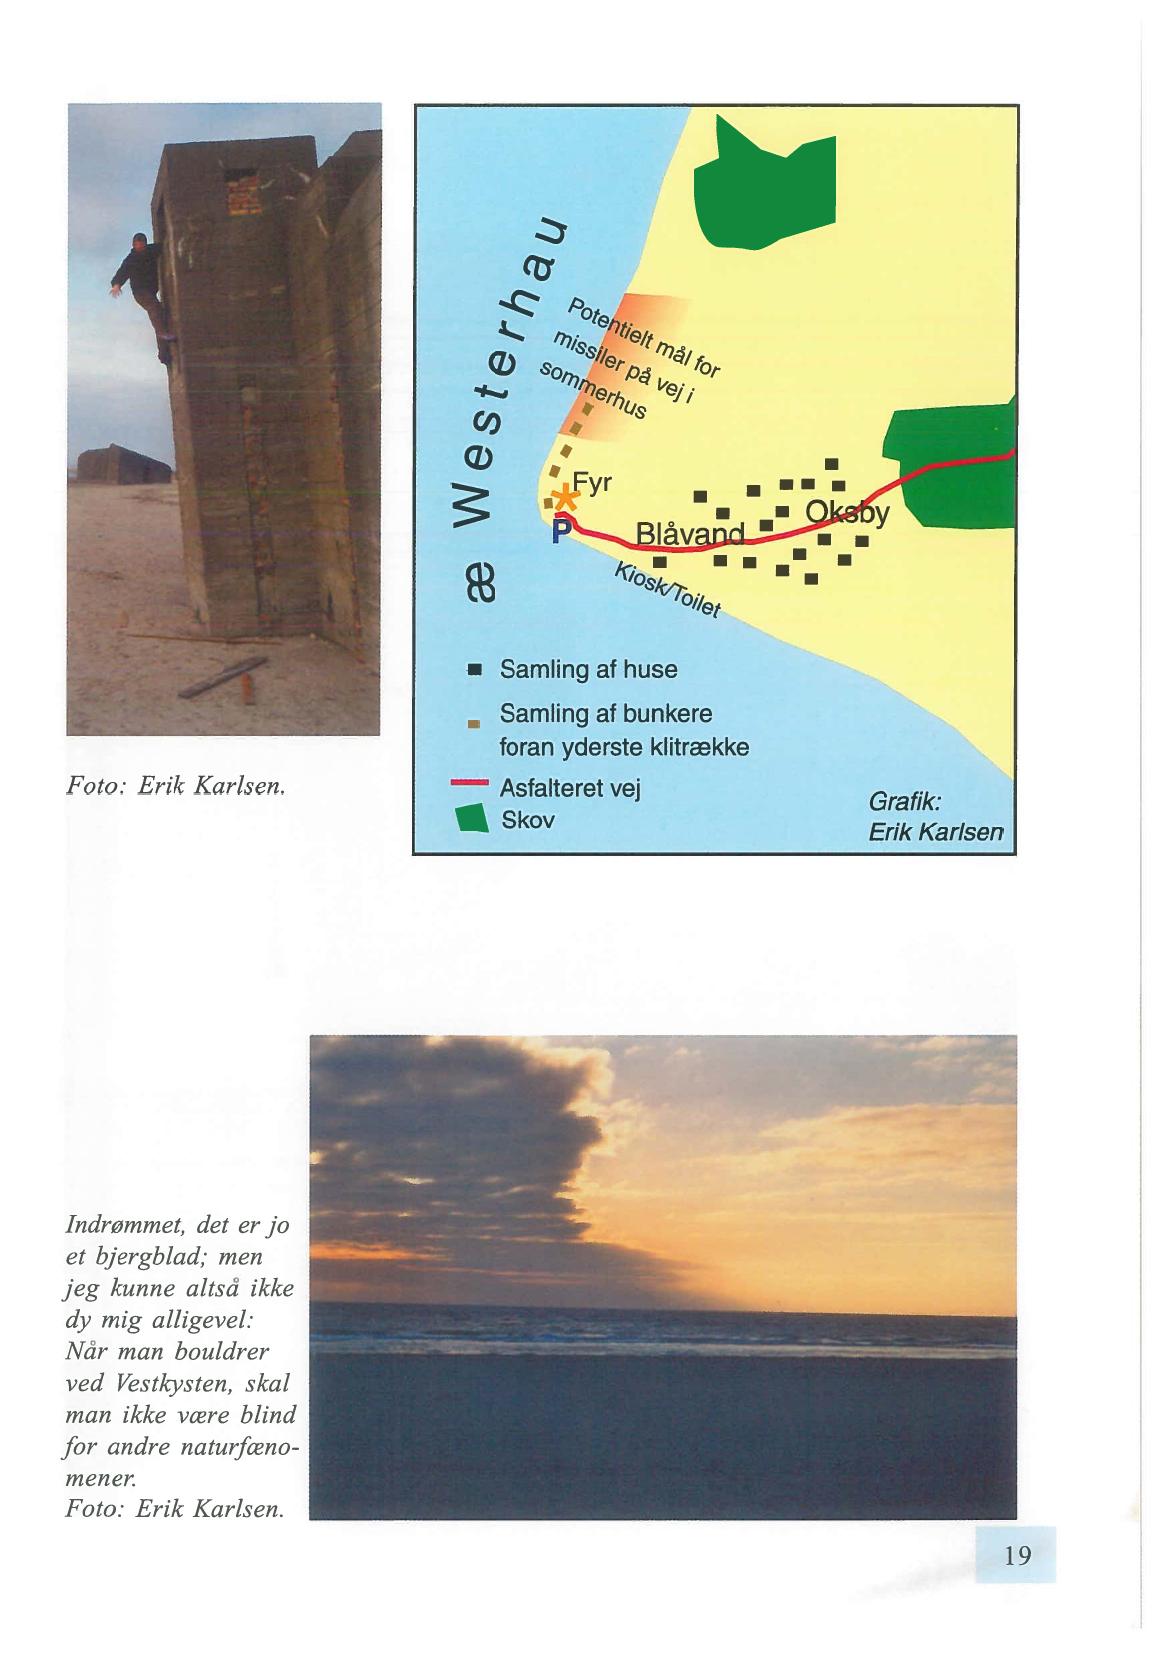 Foto: Erik Karlsen.
æ Westerhau
Potentielt mål for
missiler på vej i
sommerhus
Fyr
P
Blåvand
Oksby
Kiosk/Toilet
Samling af huse
Samling af bunkere
foran yderste klitrække
Asfalteret vej
Skov
Grafik:
Erik Karlsen
Indrømmet, det er jo
et bjergblad; men
jeg kunne altså ikke
dy mig alligevel:
Når man bouldrer
ved Vestkysten, skal
man ikke være blind
for andre naturfæno-
mener.
Foto: Erik Karlsen.
19